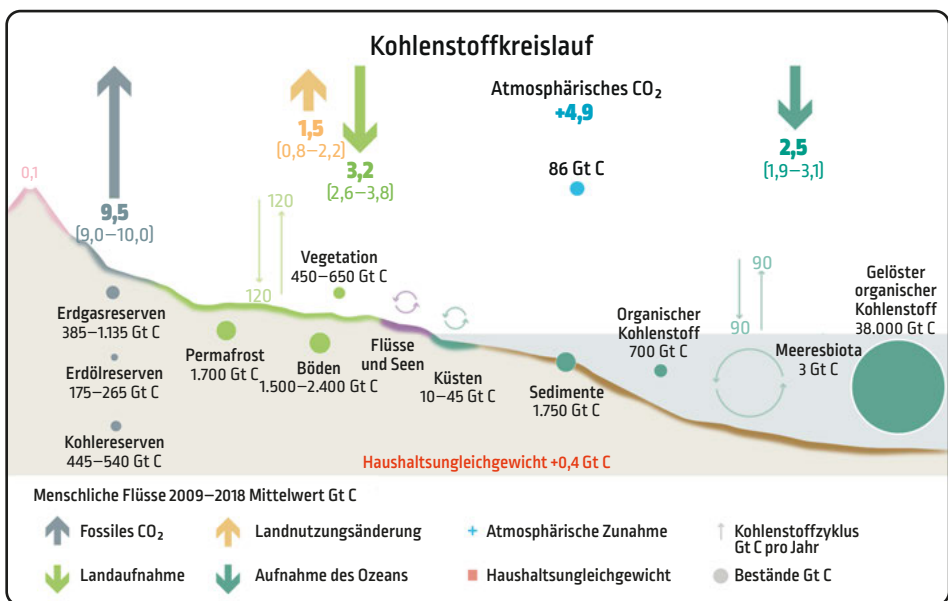 Kohlenstoffkreislauf
1,5
(0,8–2,2)
3,2
(2,6–3,8)
Atmosphärisches CO₂
+4,9
86 Gt C
2,5
(1,9–3,1)
0,1
9,5
(9,0–10,0)
120
120
Vegetation
450–650 Gt C
90
90
Gelöster
organischer
Kohlenstoff
38.000 Gt C
Erdgasreserven
385–1.135 Gt C
Erdölreserven
175–265 Gt C
Kohlereserven
445–540 Gt C
Permafrost
1.700 Gt C
Böden
1.500–2.400 Gt C
Flüsse
und Seen
Küsten
10–45 Gt C
Organischer
Kohlenstoff
700 Gt C
Sedimente
1.750 Gt C
Meeresbiota
3 Gt C
Haushaltsungleichgewicht +0,4 Gt C
Menschliche Flüsse 2009–2018 Mittelwert Gt C
Fossiles CO₂
Landnutzungsänderung
+ Atmosphärische Zunahme
Kohlenstoffzyklus
Gt C pro Jahr
Landaufnahme
Aufnahme des Ozeans
Haushaltsungleichgewicht
Bestände Gt C